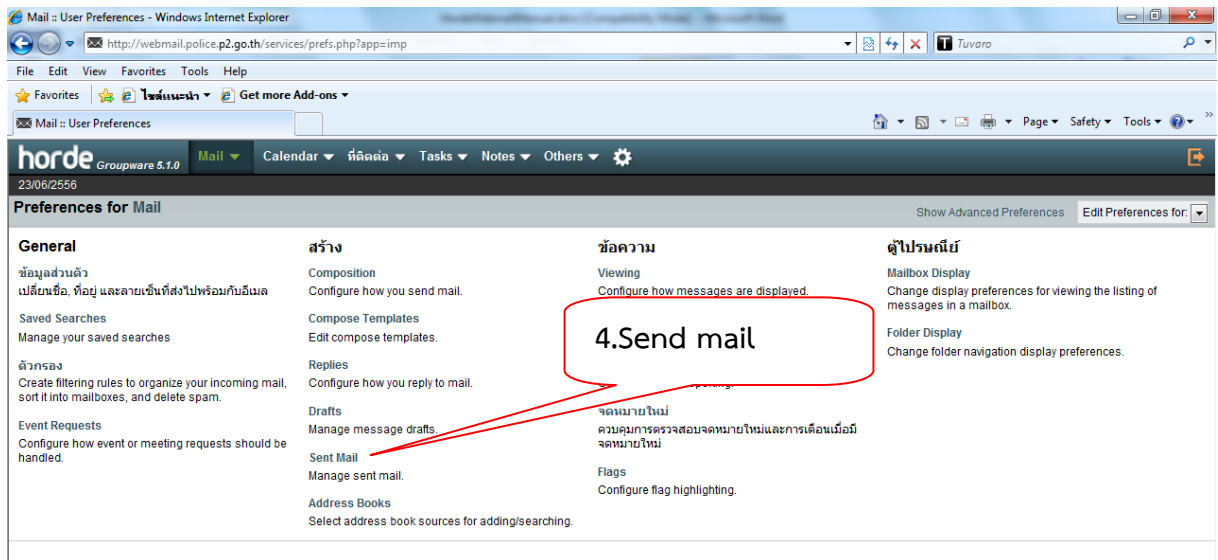 Mail :: User Preferences - Windows Internet Explorer
http://webmail.police.p2.go.th/services/prefs.php?app=imp
Tuvaro
File Edit View Favorites Tools Help
Favorites ไซต์แนะนำ Get more Add-ons
Mail :: User Preferences
Page Safety Tools
horde Groupware 5.1.0 Mail Calendar ที่ติดต่อ Tasks Notes Others
23/06/2556
Preferences for Mail
Show Advanced Preferences Edit Preferences for:
General
ข้อมูลส่วนตัว
เปลี่ยนชื่อ, ที่อยู่ และลายเซ็นที่ส่งไปพร้อมกับอีเมล
Saved Searches
Manage your saved searches
ตัวกรอง
Create filtering rules to organize your incoming mail,
sort it into mailboxes, and delete spam.
Event Requests
Configure how event or meeting requests should be
handled.
สร้าง
Composition
Configure how you send mail.
Compose Templates
Edit compose templates.
Replies
Configure how you reply to mail.
Drafts
Manage message drafts.
Sent Mail
Manage sent mail.
Address Books
Select address book sources for adding/searching.
ข้อความ
Viewing
Configure how messages are displayed.
4.Send mail
จดหมายใหม่
ควบคุมการตรวจสอบจดหมายใหม่และการเตือนเมื่อมี
จดหมายใหม่
Flags
Configure flag highlighting.
ตู้ไปรษณีย์
Mailbox Display
Change display preferences for viewing the listing of
messages in a mailbox.
Folder Display
Change folder navigation display preferences.